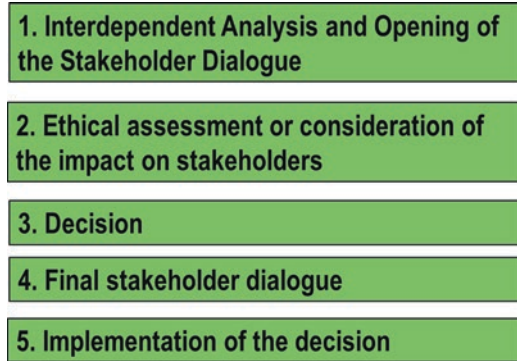 1. Interdependent Analysis and Opening of
the Stakeholder Dialogue
2. Ethical assessment or consideration of
the impact on stakeholders
3. Decision
4. Final stakeholder dialogue
5. Implementation of the decision